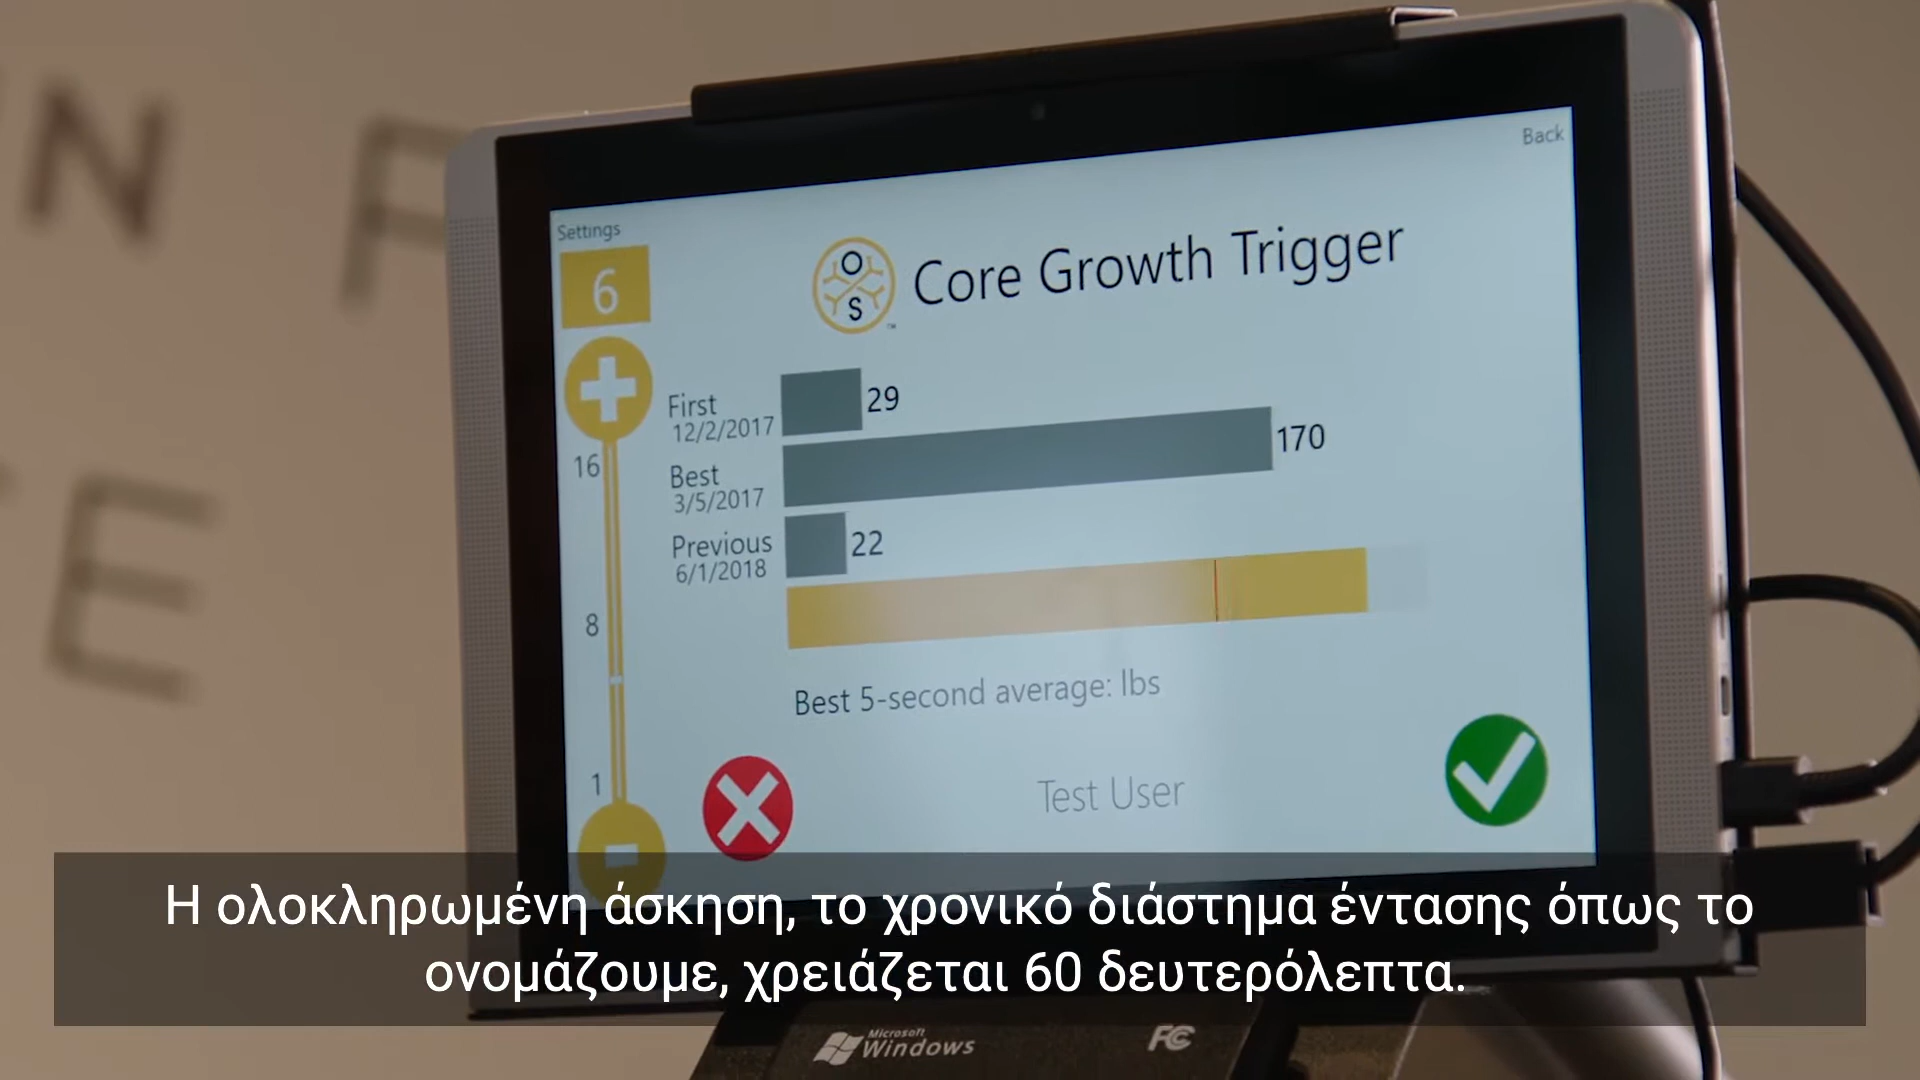 N F
E
Back
Settings
6
O
S
Core Growth Trigger
First
12/2/2017
29
16
Best
3/5/2017
170
Previous
6/1/2018
22
8
Best 5-second average: lbs
1
Test User
Η ολοκληρωμένη άσκηση, το χρονικό διάστημα έντασης όπως το
ονομάζουμε, χρειάζεται 60 δευτερόλεπτα.
Microsoft
Windows
FC